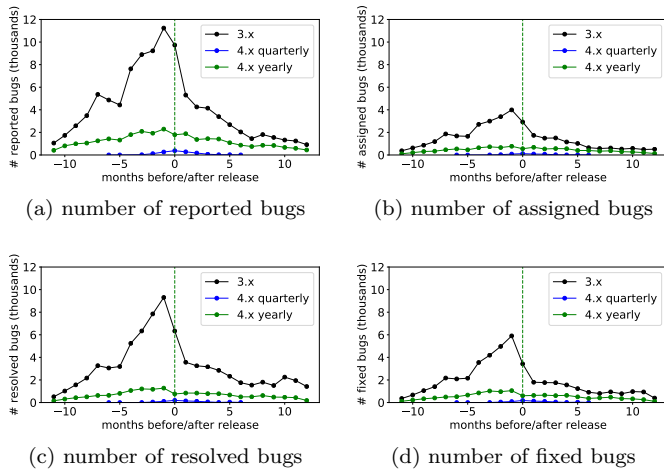 # reported bugs (thousands)
12
10
8
6
4
2
0
3.x
4.x quarterly
4.x yearly
−10 −5 0 5 10
months before/after release
(a) number of reported bugs
# assigned bugs (thousands)
12
10
8
6
4
2
0
3.x
4.x quarterly
4.x yearly
−10 −5 0 5 10
months before/after release
(b) number of assigned bugs
# resolved bugs (thousands)
12
10
8
6
4
2
0
3.x
4.x quarterly
4.x yearly
−10 −5 0 5 10
months before/after release
(c) number of resolved bugs
# fixed bugs (thousands)
12
10
8
6
4
2
0
3.x
4.x quarterly
4.x yearly
−10 −5 0 5 10
months before/after release
(d) number of fixed bugs